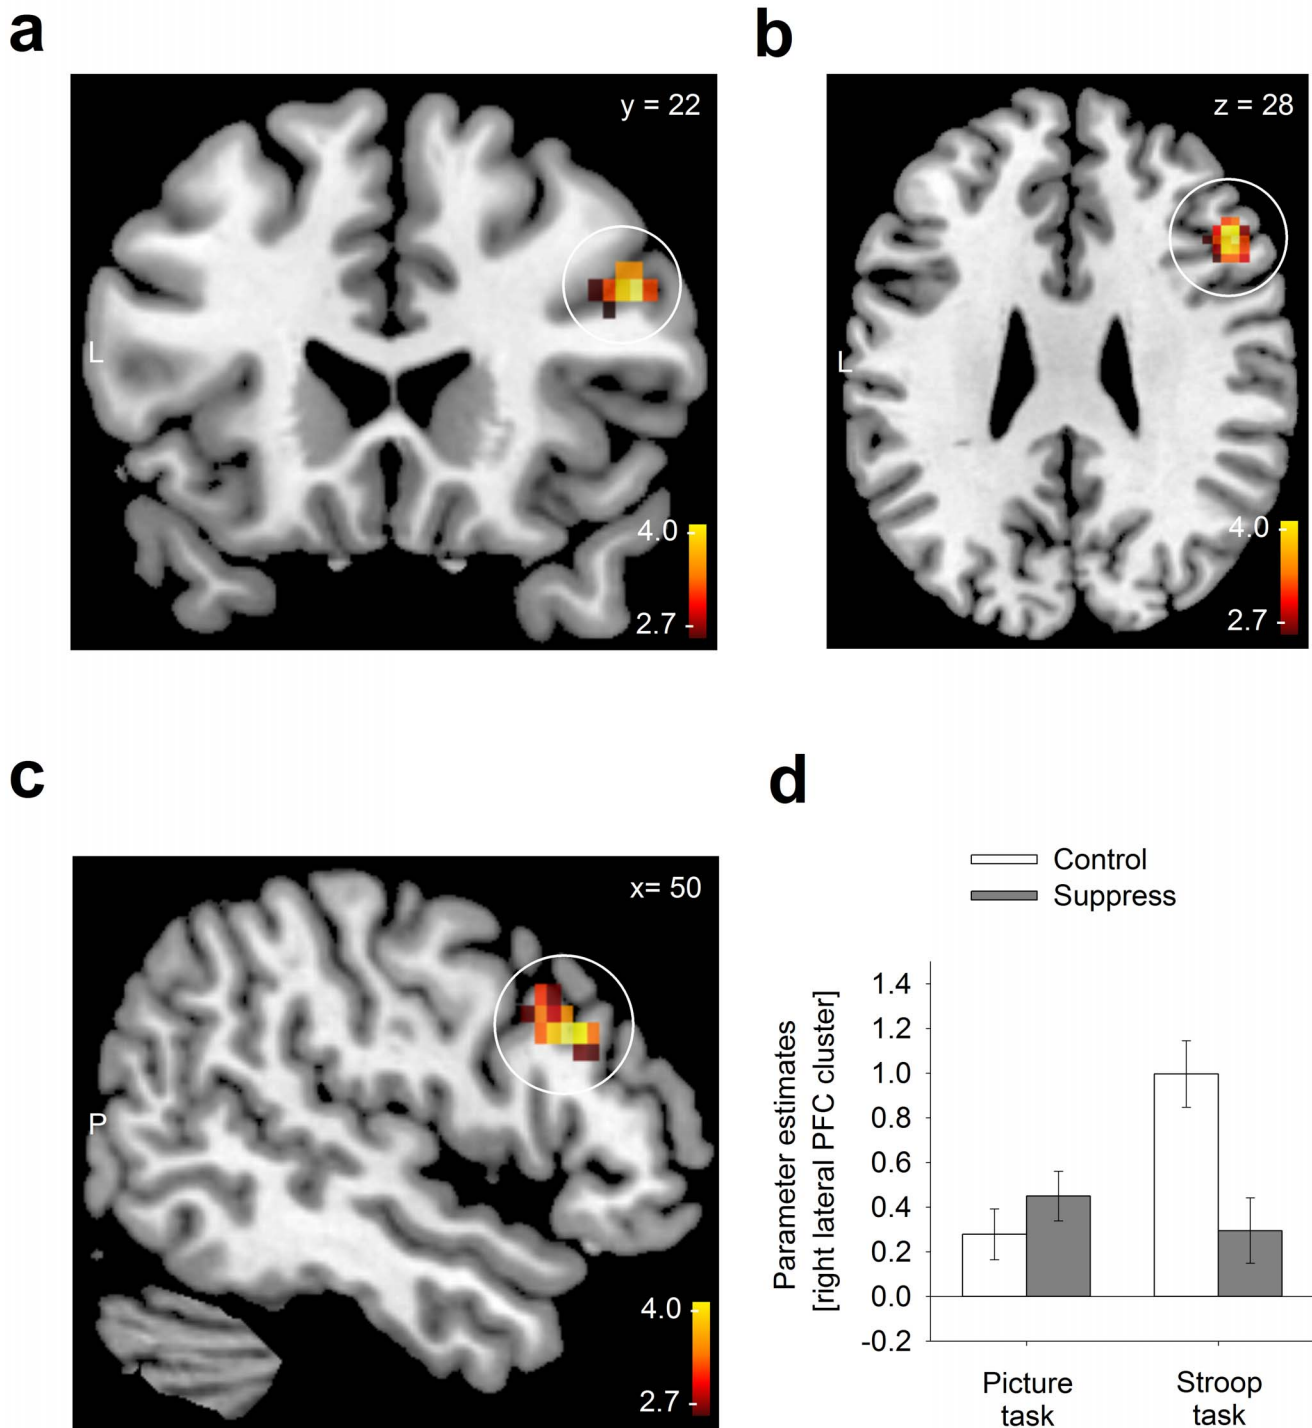 a
y = 22
L
4.0 -
2.7 -
b
z = 28
L
4.0 -
2.7 -
c
x= 50
P
4.0 -
2.7 -
d
Control
Suppress
Parameter estimates
[right lateral PFC cluster]
1.4
1.2
1.0
0.8
0.6
0.4
0.2
0.0
-0.2
Picture
task
Stroop
task